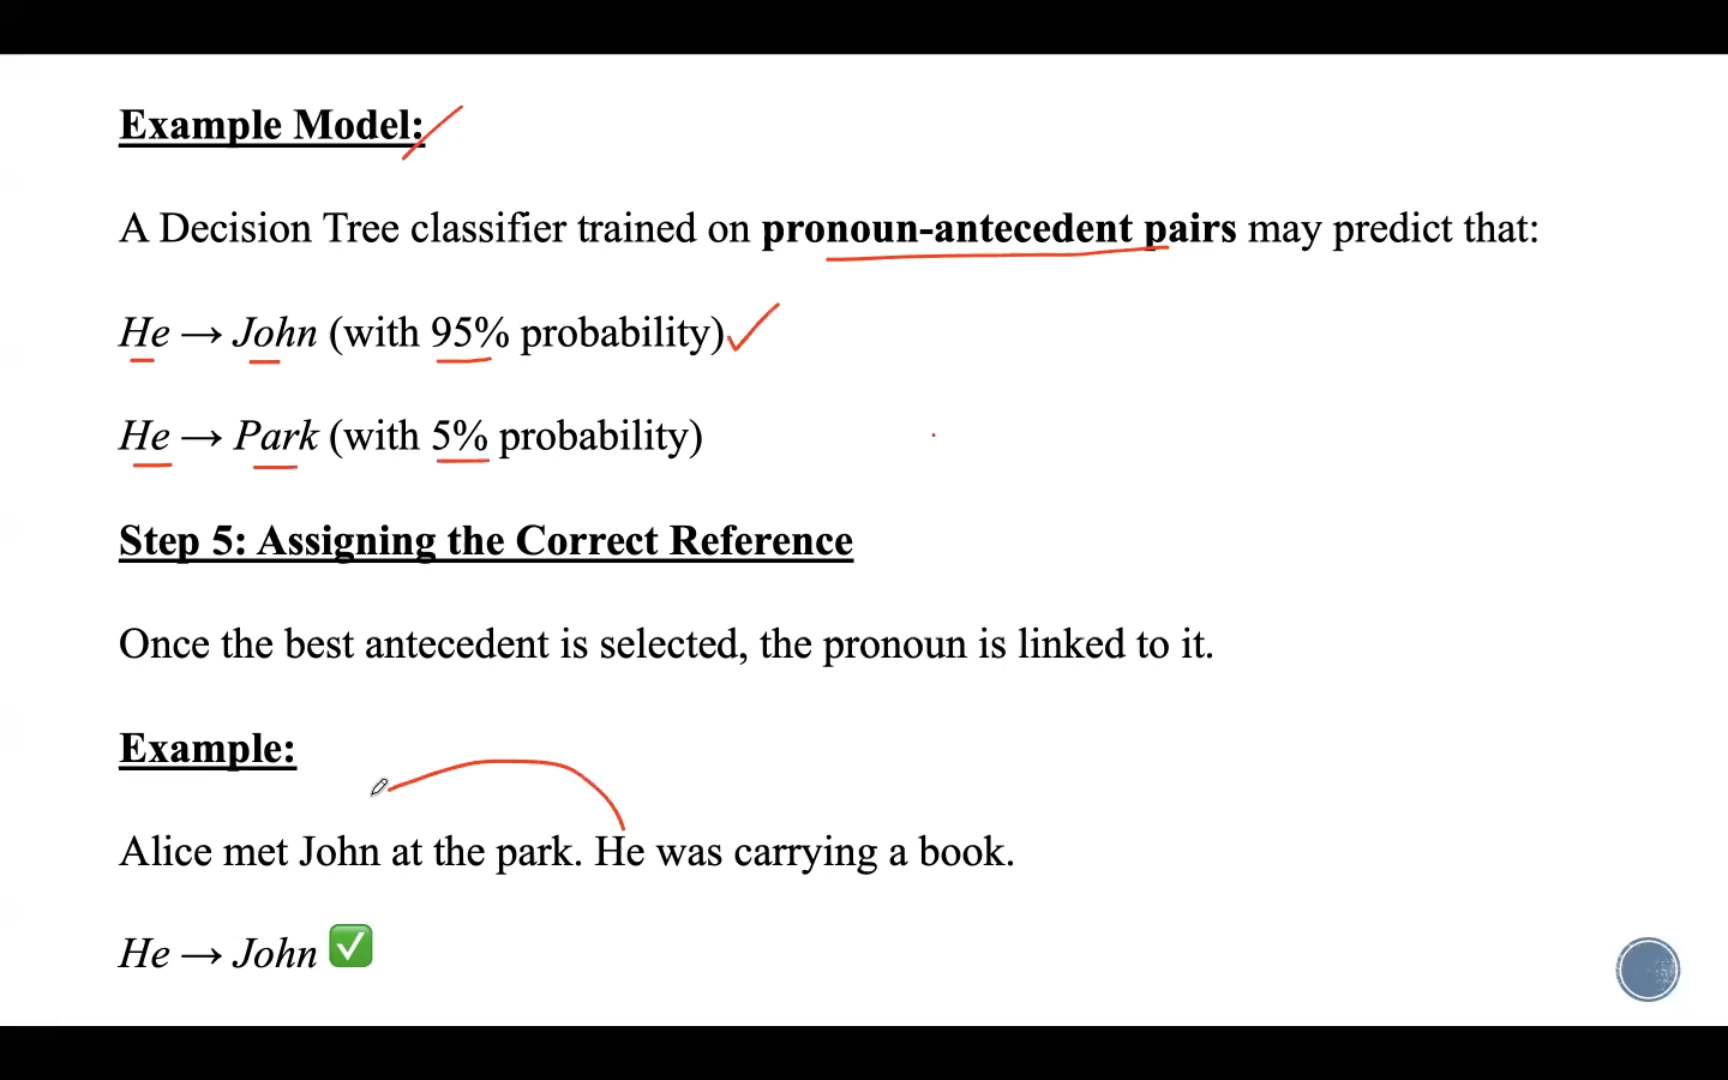 Example Model:
A Decision Tree classifier trained on pronoun-antecedent pairs may predict that:
He → John (with 95% probability)
He → Park (with 5% probability)
Step 5: Assigning the Correct Reference
Once the best antecedent is selected, the pronoun is linked to it.
Example:
Alice met John at the park. He was carrying a book.
He → John ✅